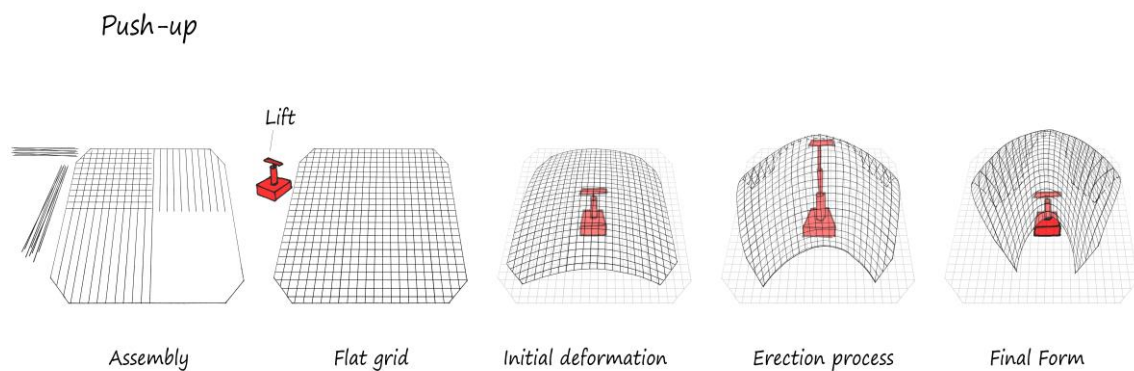 Push-up
Lift
Assembly
Flat grid
Initial deformation
Erection process
Final Form